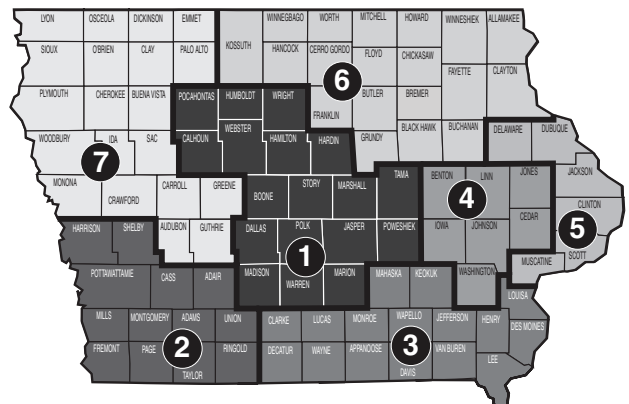 LYON OSCEOLA DICKINSON EMMET WINNEGBAGO WORTH MITCHELL HOWARD WINNESHIEK ALLAMAKEE
SIOUX O'BRIEN CLAY PALO ALTO KOSSUTH HANCOCK CERRO GORDO FLOYD CHICKASAW
PLYMOUTH CHEROKEE BUENA VISTA POCAHONTAS HUMBOLDT WRIGHT 6 FRANKLIN BUTLER BREMER FAYETTE CLAYTON
WOODBURY IDA SAC CALHOUN WEBSTER HAMILTON HARDIN GRUNDY BLACK HAWK BUCHANAN DELAWARE DUBUQUE
7
MONONA CRAWFORD CARROLL GREENE BOONE STORY MARSHALL TAMA BENTON LINN JONES JACKSON
4
HARRISON SHELBY AUDUBON GUTHRIE DALLAS POLK JASPER POWESHIEK IOWA JOHNSON CEDAR CLINTON
5
SCOTT
1
POTTAWATTAMIE CASS ADAIR MADISON WARREN MARION MAHASKA KEOKUK WASHINGTON MUSCATINE
LOUISA
MILLS MONTGOMERY ADAMS UNION CLARKE LUCAS MONROE WAPELLO JEFFERSON HENRY DES MOINES
2 3
FREMONT PAGE TAYLOR RINGOLD DECATUR WAYNE APPANOOSE DAVIS VAN BUREN LEE